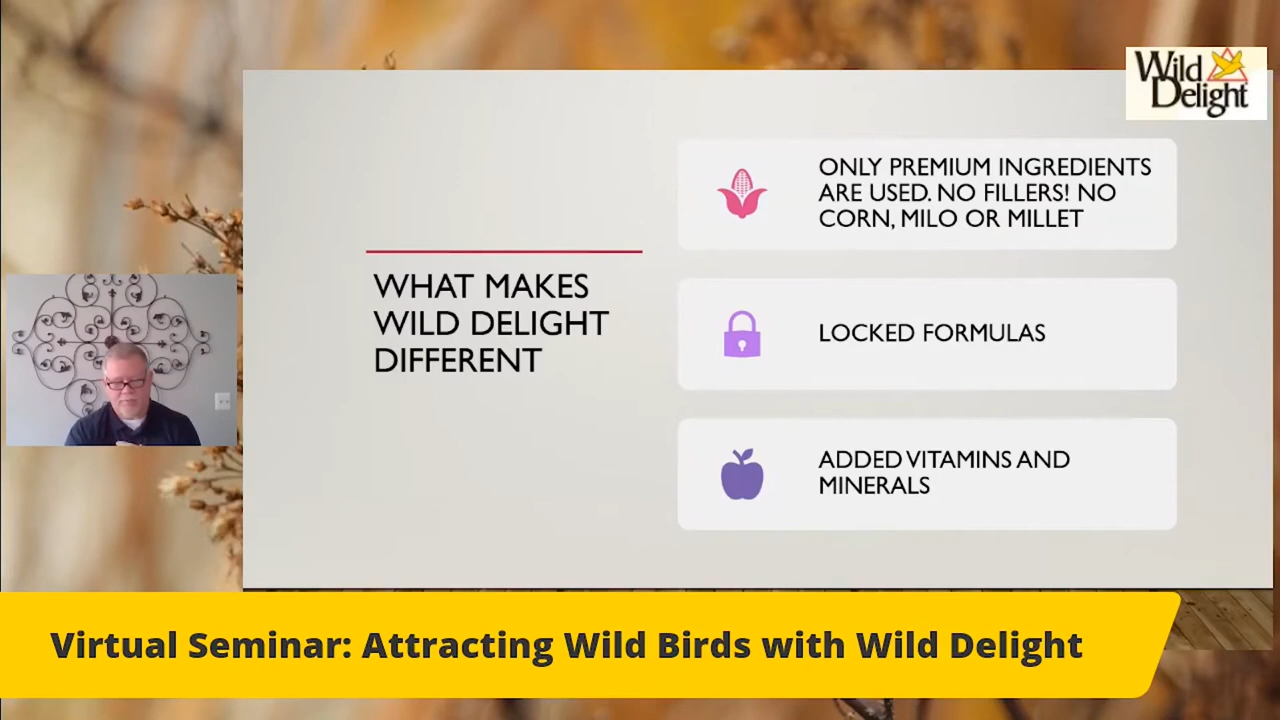 Wild
Delight
ONLY PREMIUM INGREDIENTS
ARE USED. NO FILLERS! NO
CORN, MILO OR MILLET
WHAT MAKES
WILD DELIGHT
DIFFERENT
LOCKED FORMULAS
ADDED VITAMINS AND
MINERALS
Virtual Seminar: Attracting Wild Birds with Wild Delight